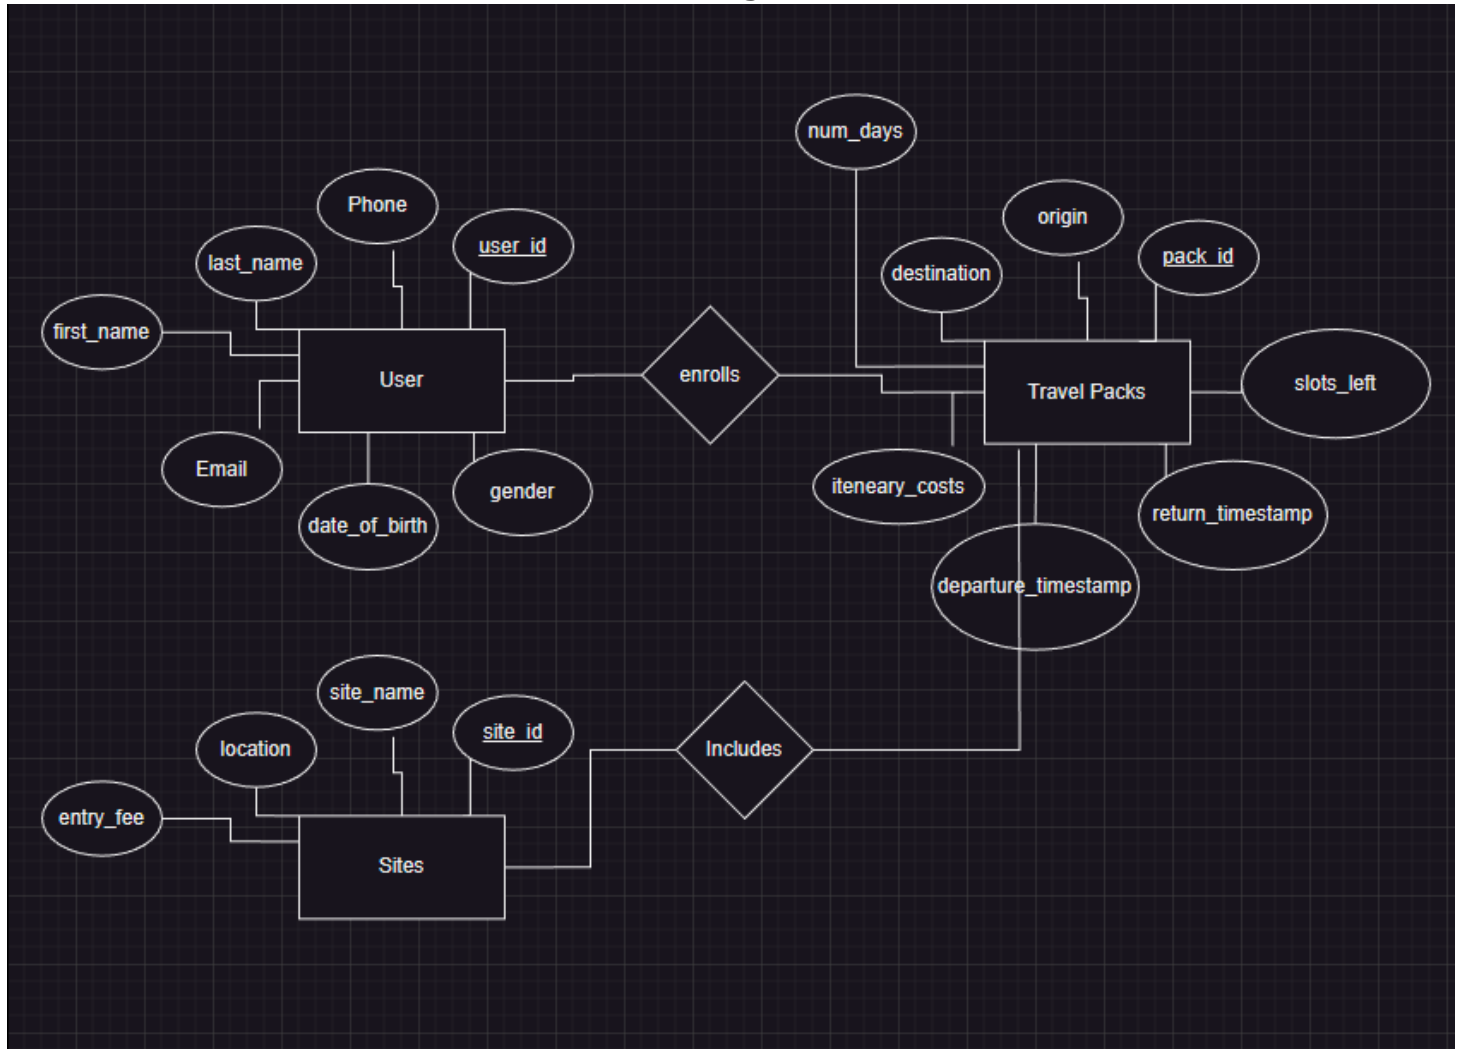 num_days
Phone
origin
user_id
pack_id
last_name
destination
first_name
enrolls
User
slots_left
Travel Packs
Email
gender
iteneary_costs
date_of_birth
return_timestamp
departure_timestamp
site_name
site_id
location
Includes
entry_fee
Sites